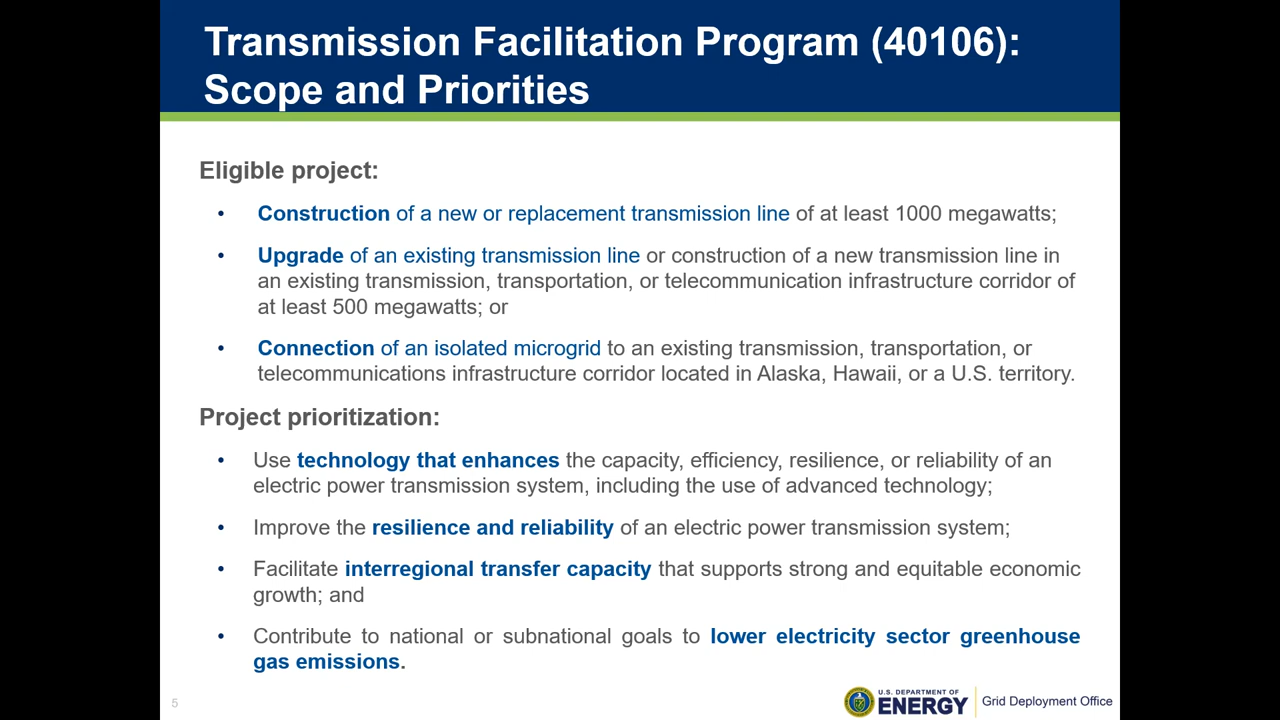 Transmission Facilitation Program (40106):
Scope and Priorities
Eligible project:
• Construction of a new or replacement transmission line of at least 1000 megawatts;
• Upgrade of an existing transmission line or construction of a new transmission line in
an existing transmission, transportation, or telecommunication infrastructure corridor of
at least 500 megawatts; or
• Connection of an isolated microgrid to an existing transmission, transportation, or
telecommunications infrastructure corridor located in Alaska, Hawaii, or a U.S. territory.
Project prioritization:
• Use technology that enhances the capacity, efficiency, resilience, or reliability of an
electric power transmission system, including the use of advanced technology;
• Improve the resilience and reliability of an electric power transmission system;
• Facilitate interregional transfer capacity that supports strong and equitable economic
growth; and
• Contribute to national or subnational goals to lower electricity sector greenhouse
gas emissions.
5
U.S. DEPARTMENT OF
ENERGY
Grid Deployment Office